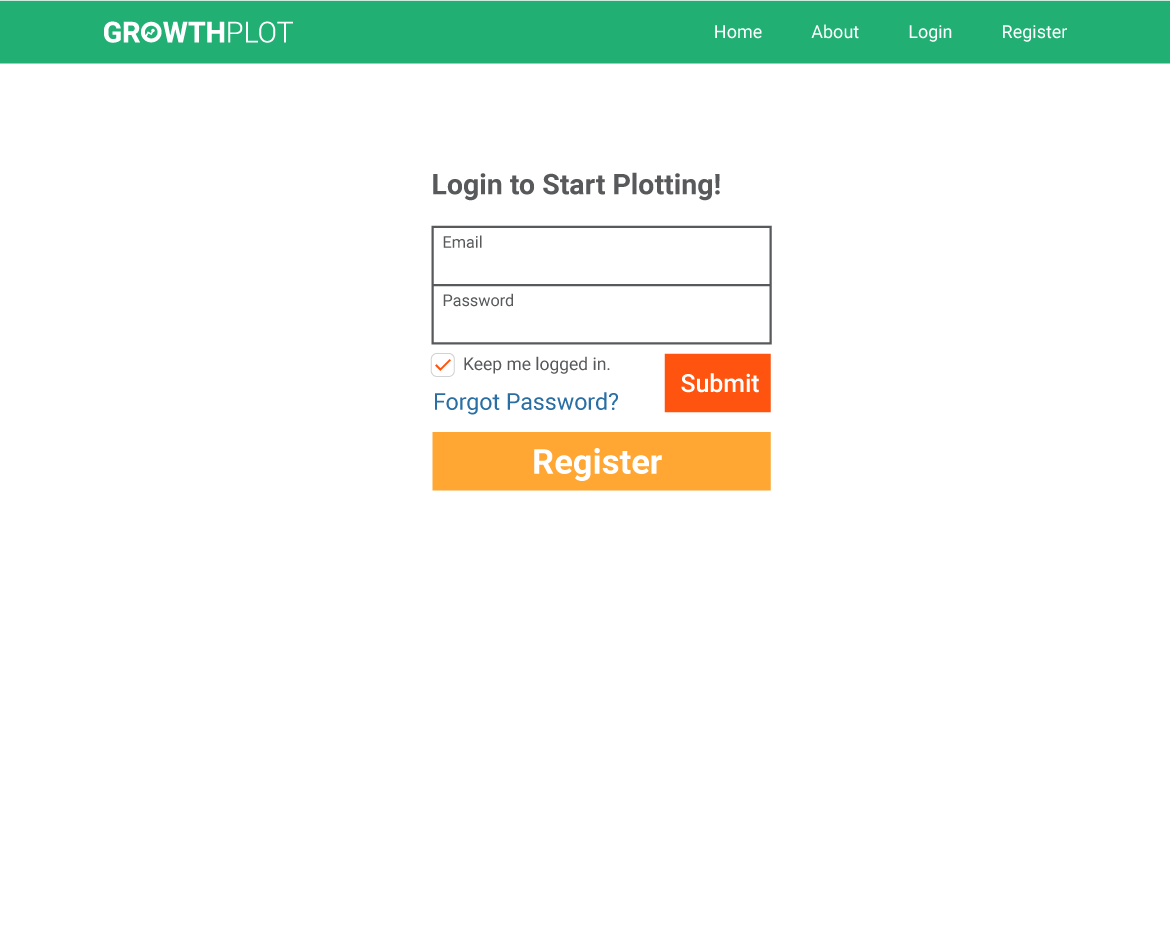 GROWTHPLOT Home About Login Register
Login to Start Plotting!
Email
Password
Keep me logged in.
Submit
Forgot Password?
Register